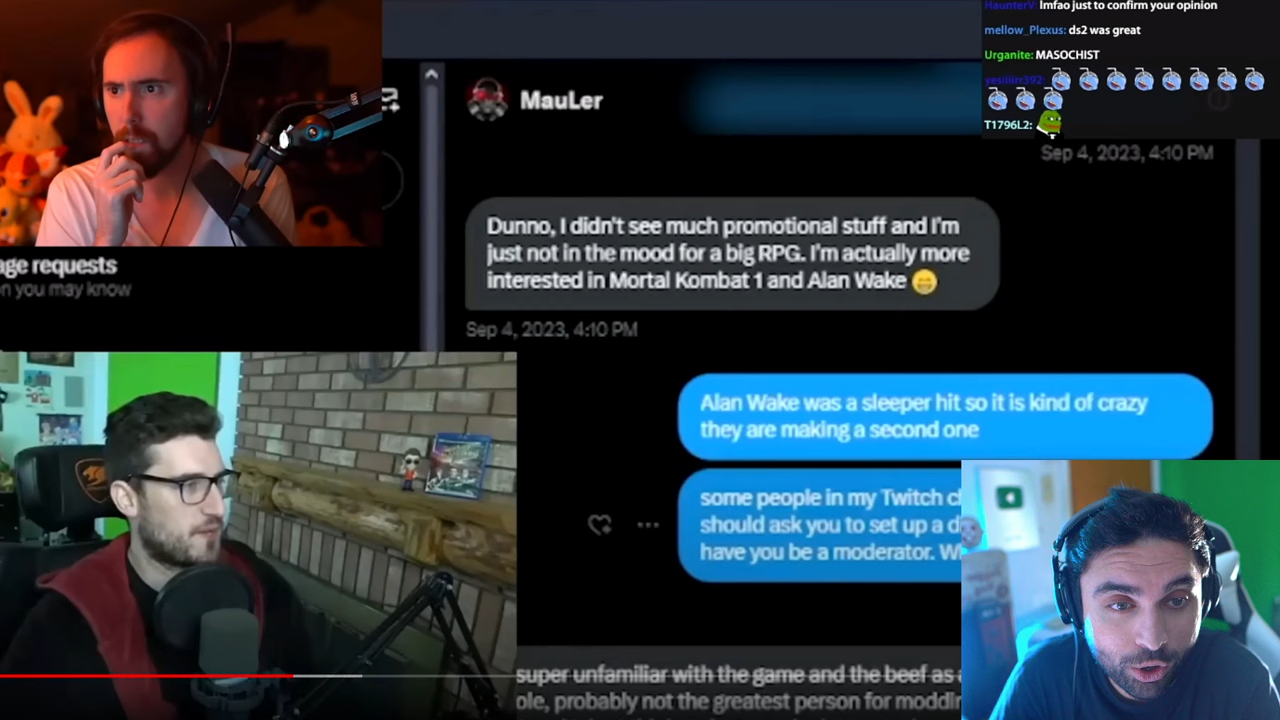 HaunterV: lmfao just to confirm your opinion
mellow_Plexus: ds2 was great
Urganite: MASOCHIST
yesiiiirr392:
T1796L2:
MauLer
Sep 4, 2023, 4:10 PM
Dunno, I didn't see much promotional stuff and I'm
just not in the mood for a big RPG. I'm actually more
interested in Mortal Kombat 1 and Alan Wake 😁
Sep 4, 2023, 4:10 PM
age requests
n you may know
Alan Wake was a sleeper hit so it is kind of crazy
they are making a second one
some people in my Twitch c
should ask you to set up a d
have you be a moderator. W
super unfamiliar with the game and the beef as a
ole, probably not the greatest person for moddin